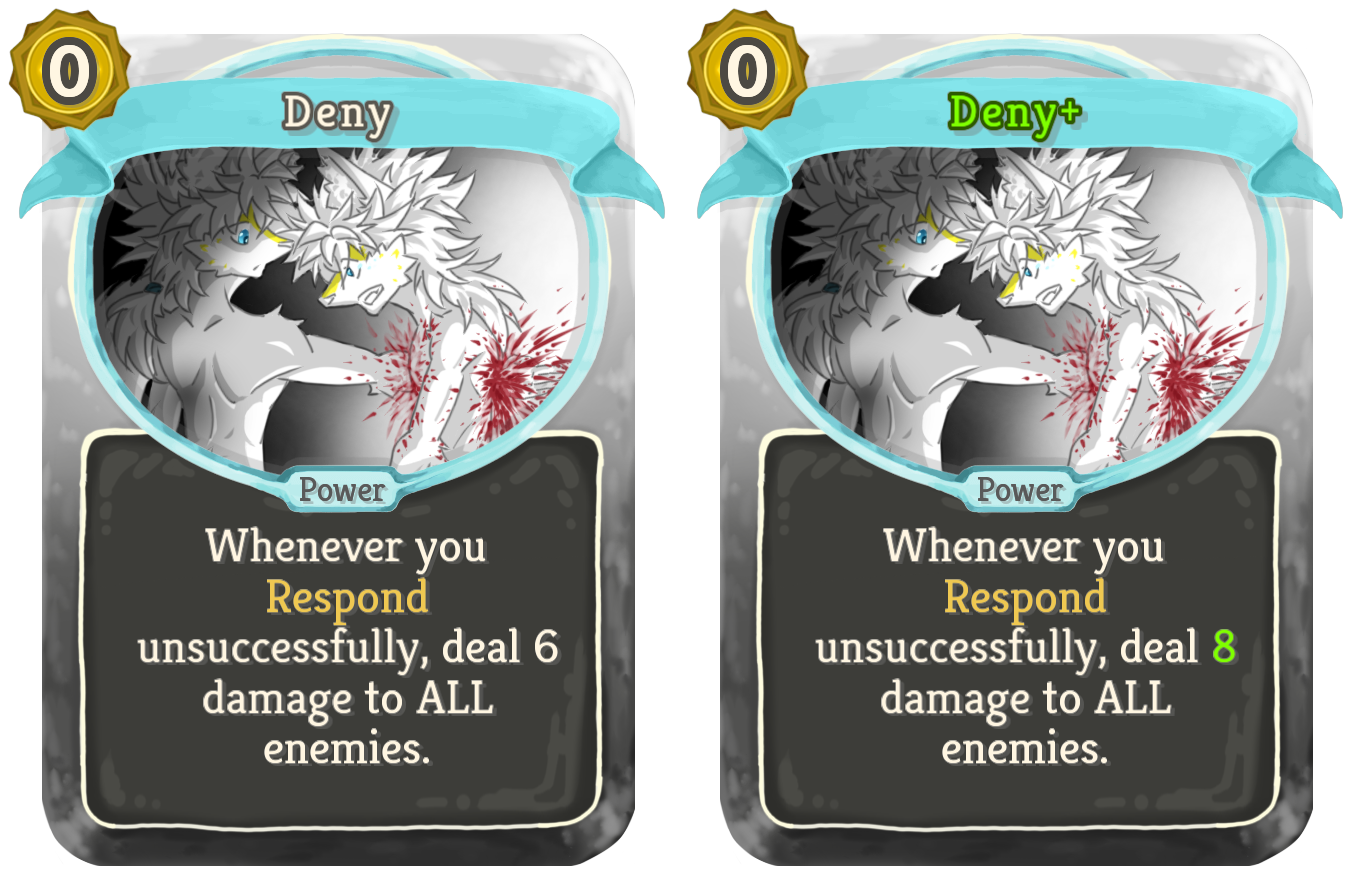 0
Deny
Power
Whenever you
Respond
unsuccessfully, deal 6
damage to ALL
enemies.
0
Deny+
Power
Whenever you
Respond
unsuccessfully, deal 8
damage to ALL
enemies.